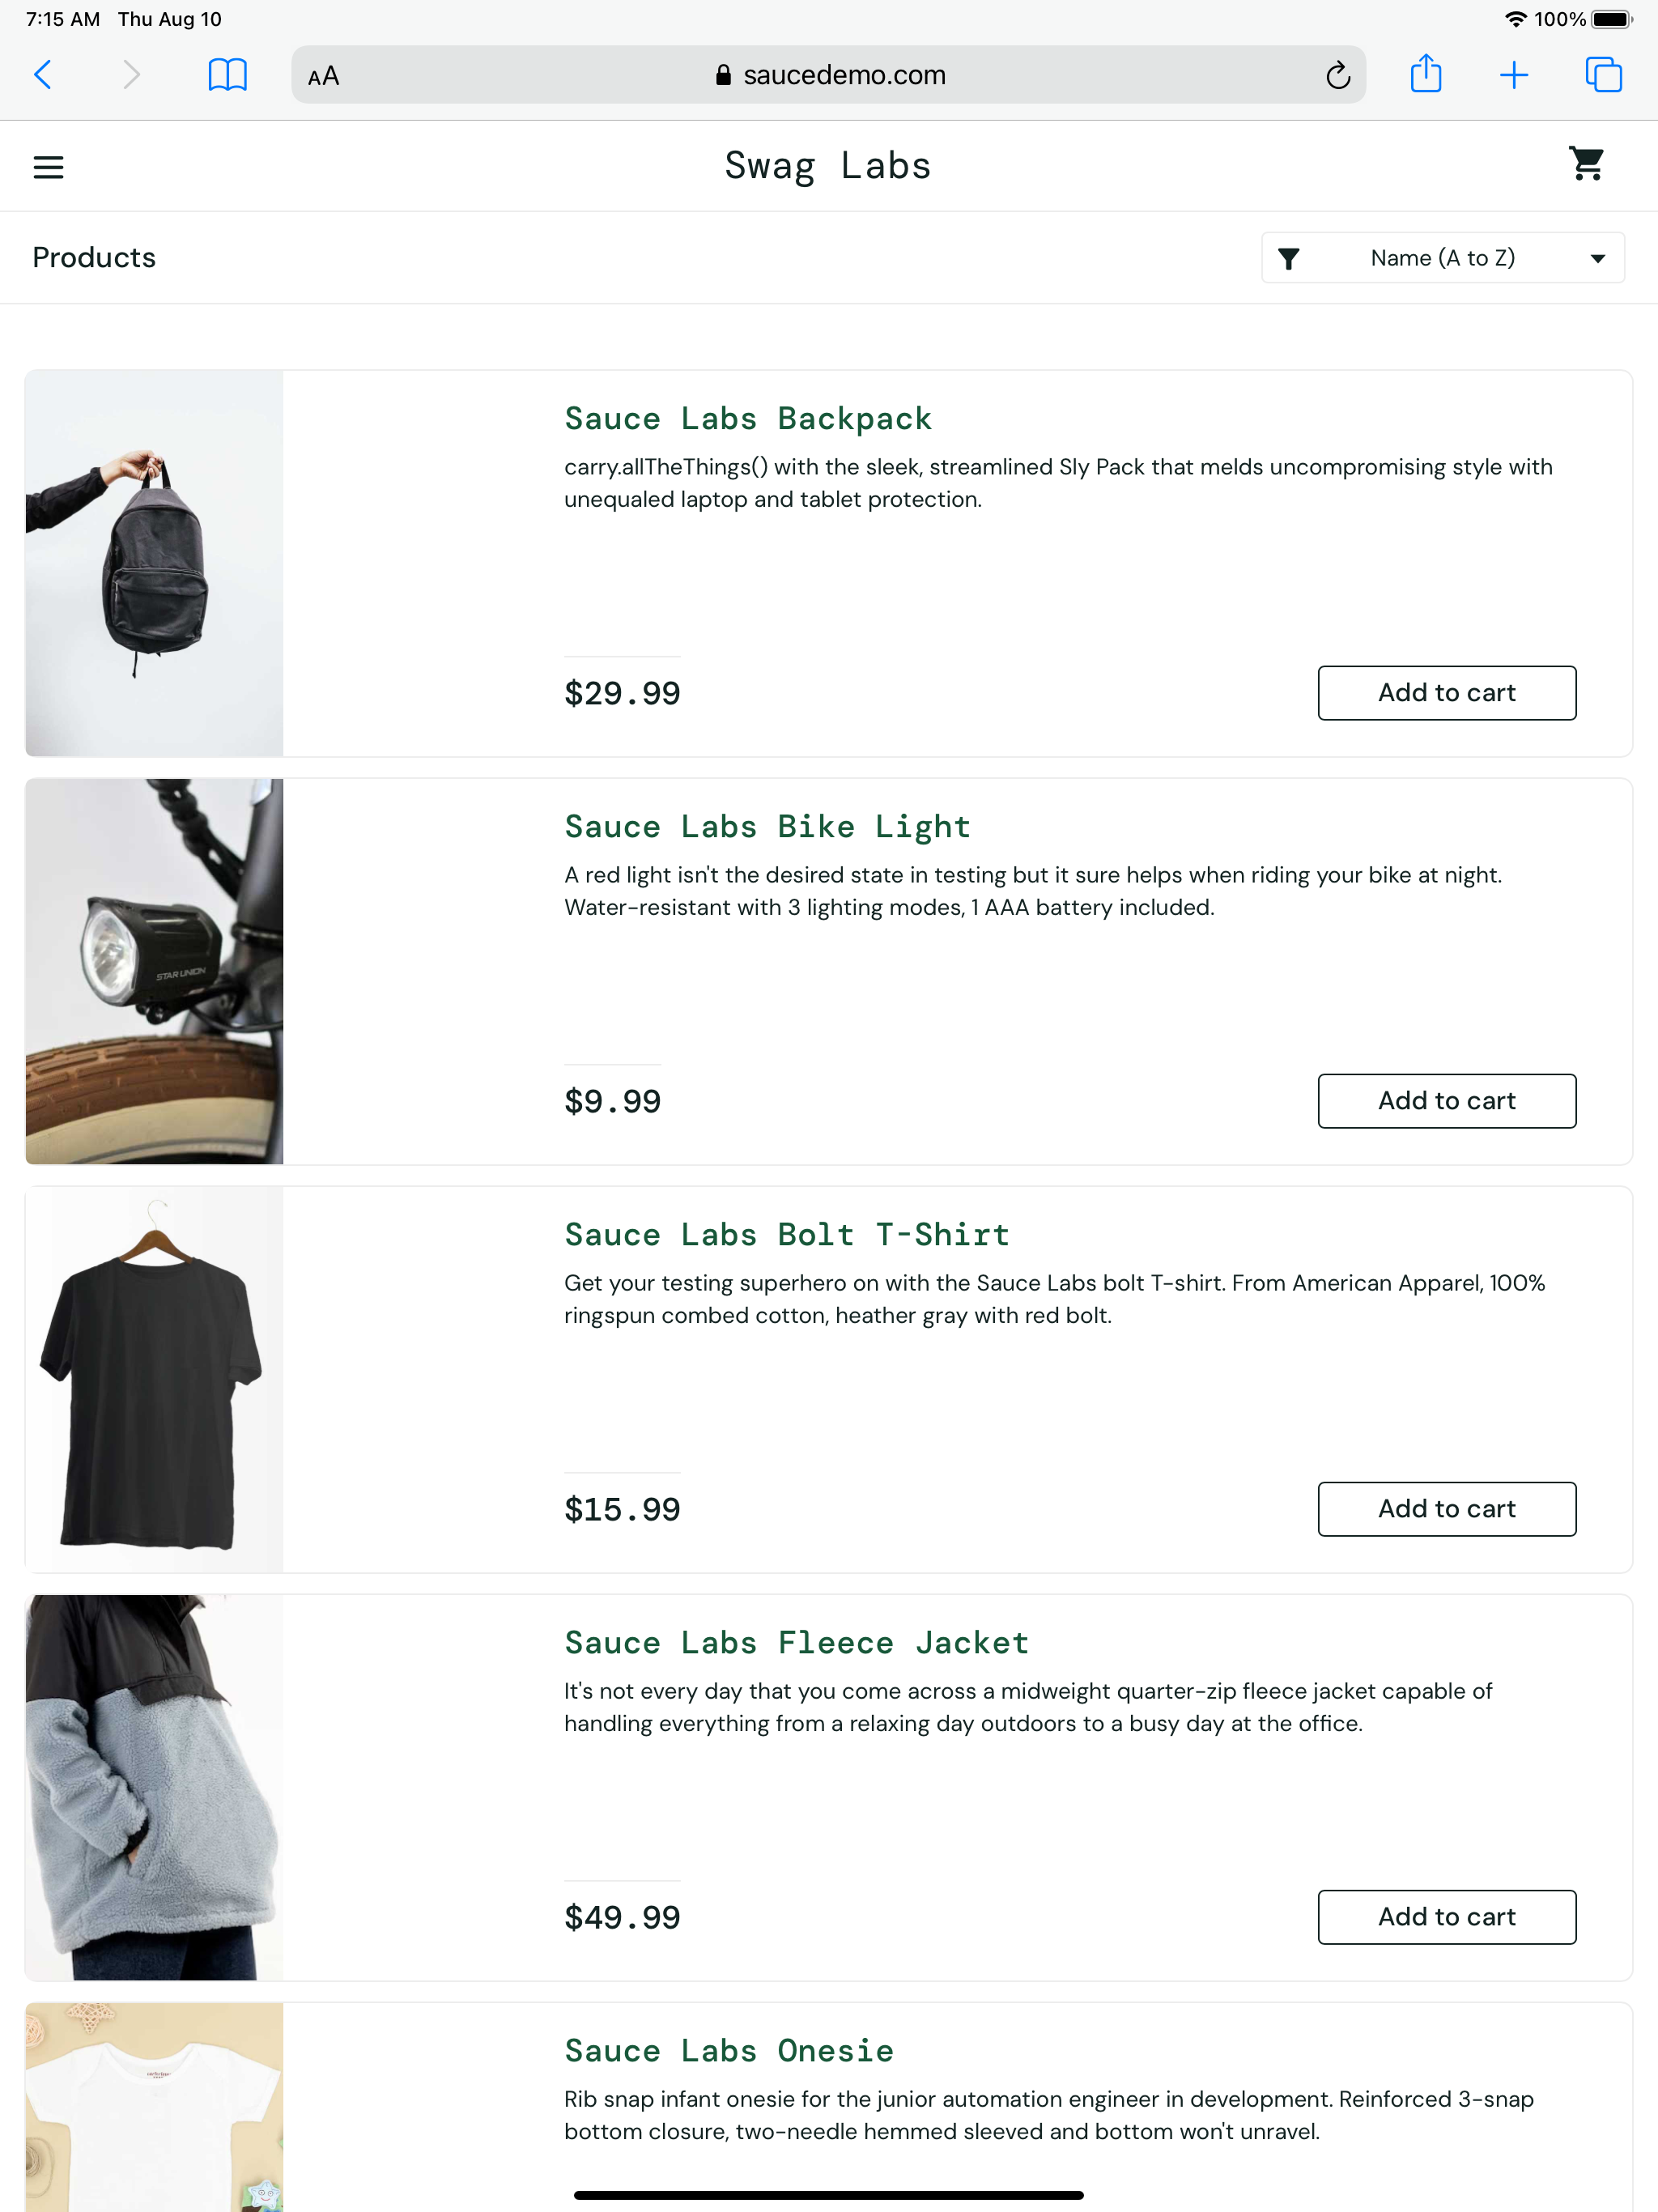 7:15 AM Thu Aug 10
100%
AA
saucedemo.com
Swag Labs
Products
Name (A to Z)
Sauce Labs Backpack
carry.allTheThings() with the sleek, streamlined Sly Pack that melds uncompromising style with
unequaled laptop and tablet protection.
$29.99
Add to cart
STAR UNION
Sauce Labs Bike Light
A red light isn't the desired state in testing but it sure helps when riding your bike at night.
Water-resistant with 3 lighting modes, 1 AAA battery included.
$9.99
Add to cart
Sauce Labs Bolt T-Shirt
Get your testing superhero on with the Sauce Labs bolt T-shirt. From American Apparel, 100%
ringspun combed cotton, heather gray with red bolt.
$15.99
Add to cart
Sauce Labs Fleece Jacket
It's not every day that you come across a midweight quarter-zip fleece jacket capable of
handling everything from a relaxing day outdoors to a busy day at the office.
$49.99
Add to cart
Sauce Labs Onesie
Rib snap infant onesie for the junior automation engineer in development. Reinforced 3-snap
bottom closure, two-needle hemmed sleeved and bottom won't unravel.